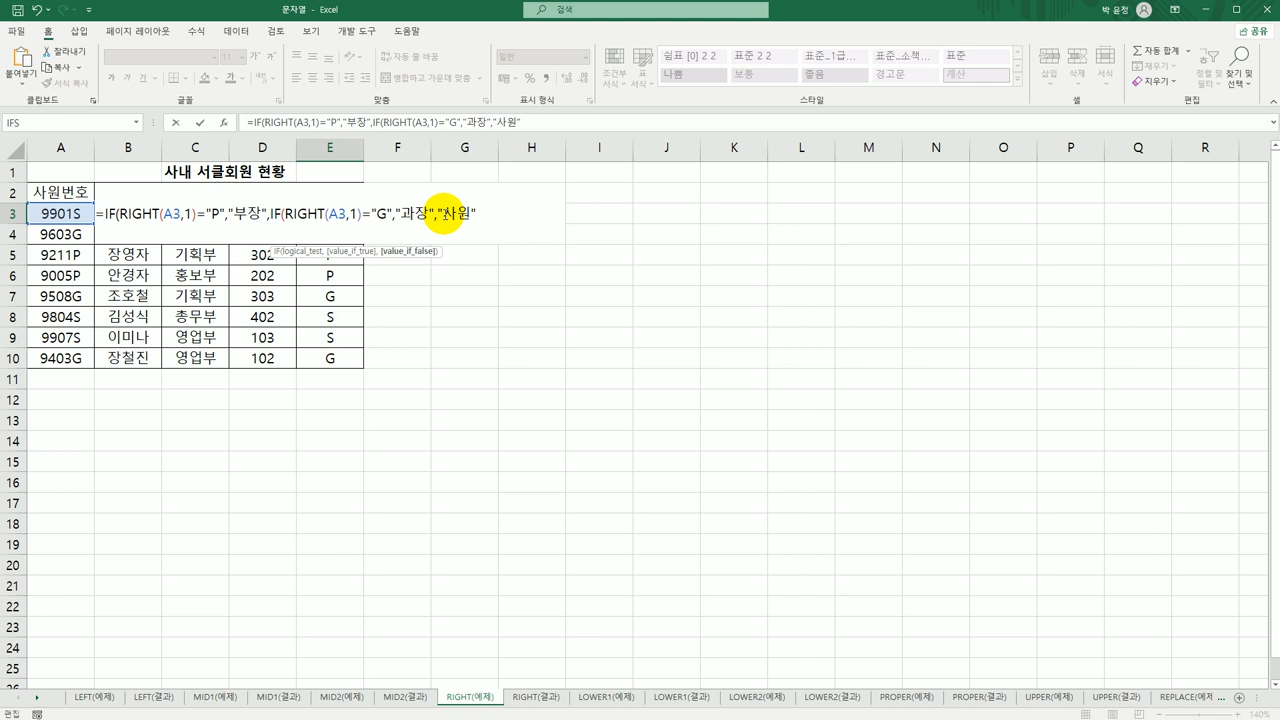 문자열 - Excel
검색
박 윤정
파일 홈 삽입 페이지 레이아웃 수식 데이터 검토 보기 개발 도구 도움말
공유
붙여넣기
잘라내기
복사
서식 복사
클립보드
11
가 가 가
글꼴
자동 줄 바꿈
병합하고 가운데 맞춤
맞춤
일반
표시 형식
조건부 서식
표 서식
쉼표 [0] 2 2 표준 2 2 표준_1급... 표준_소책... 표준
나쁨 보통 좋음 경고문 계산
스타일
삽입 삭제 서식
셀
자동 합계
채우기
지우기
정렬 및 필터
찾기 및 선택
편집
IFS
fx
=IF(RIGHT(A3,1)="P","부장",IF(RIGHT(A3,1)="G","과장","사원"
A B C D E F G H I J K L M N O P Q R
1 사내 서클회원 현황
2 사원번호
3 9901S =IF(RIGHT(A3,1)="P","부장",IF(RIGHT(A3,1)="G","과장","사원"
4 9603G
IF(logical_test, [value_if_true], [value_if_false])
5 9211P 장영자 기획부 302
6 9005P 안경자 홍보부 202 P
7 9508G 조호철 기획부 303 G
8 9804S 김성식 총무부 402 S
9 9907S 이미나 영업부 103 S
10 9403G 장철진 영업부 102 G
11
12
13
14
15
16
17
18
19
20
21
22
23
24
25
LEFT(예제) LEFT(결과) MID1(예제) MID1(결과) MID2(예제) MID2(결과) RIGHT(예제) RIGHT(결과) LOWER1(예제) LOWER1(결과) LOWER2(예제) LOWER2(결과) PROPER(예제) PROPER(결과) UPPER(예제) UPPER(결과) REPLACE(예제 ...
편집
140%